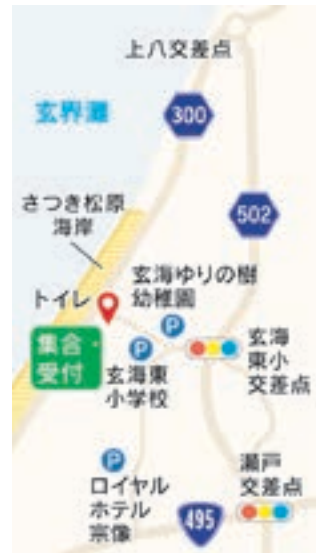 上八交差点
玄界灘
300
さつき松原
海岸
502
玄海ゆりの樹
幼稚園
トイレ
P
集合・
受付
P
玄海東
小学校
玄海
東小
交差点
P
ロイヤル
ホテル
宗像
瀬戸
交差点
495